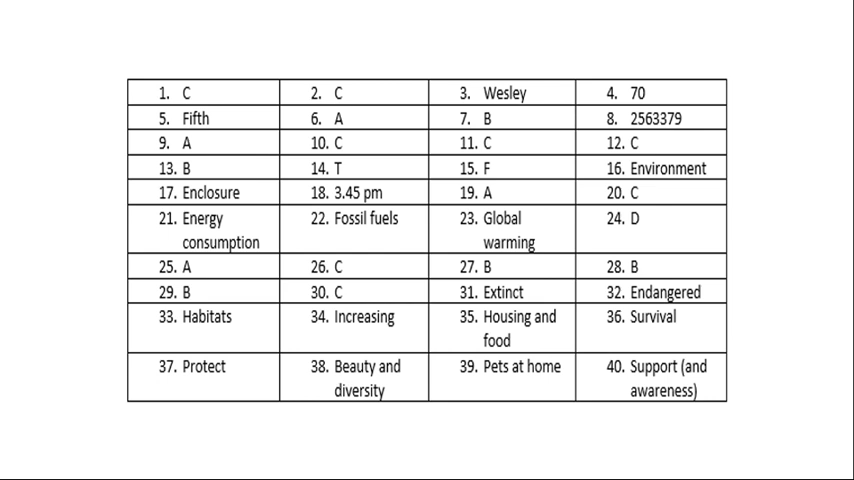 1. C 2. C 3. Wesley 4. 70
5. Fifth 6. A 7. B 8. 2563379
9. A 10. C 11. C 12. C
13. B 14. T 15. F 16. Environment
17. Enclosure 18. 3.45 pm 19. A 20. C
21. Energy consumption 22. Fossil fuels 23. Global warming 24. D
25. A 26. C 27. B 28. B
29. B 30. C 31. Extinct 32. Endangered
33. Habitats 34. Increasing 35. Housing and food 36. Survival
37. Protect 38. Beauty and diversity 39. Pets at home 40. Support (and awareness)